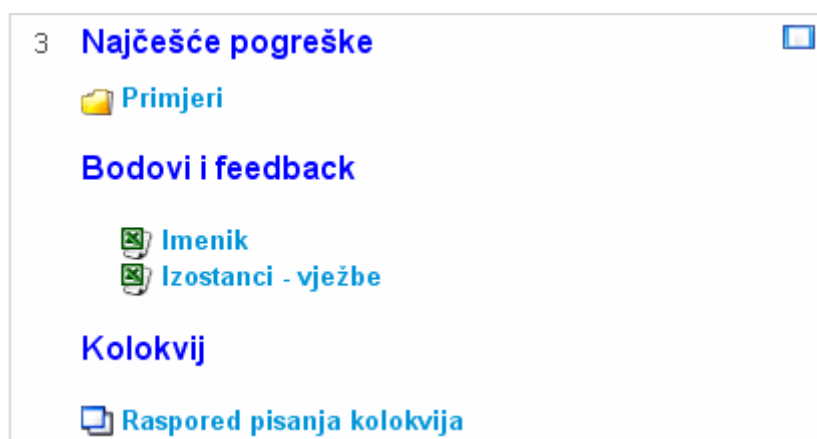 3 Najčešće pogreške
Primjeri
Bodovi i feedback
Imenik
Izostanci - vježbe
Kolokvij
Raspored pisanja kolokvija